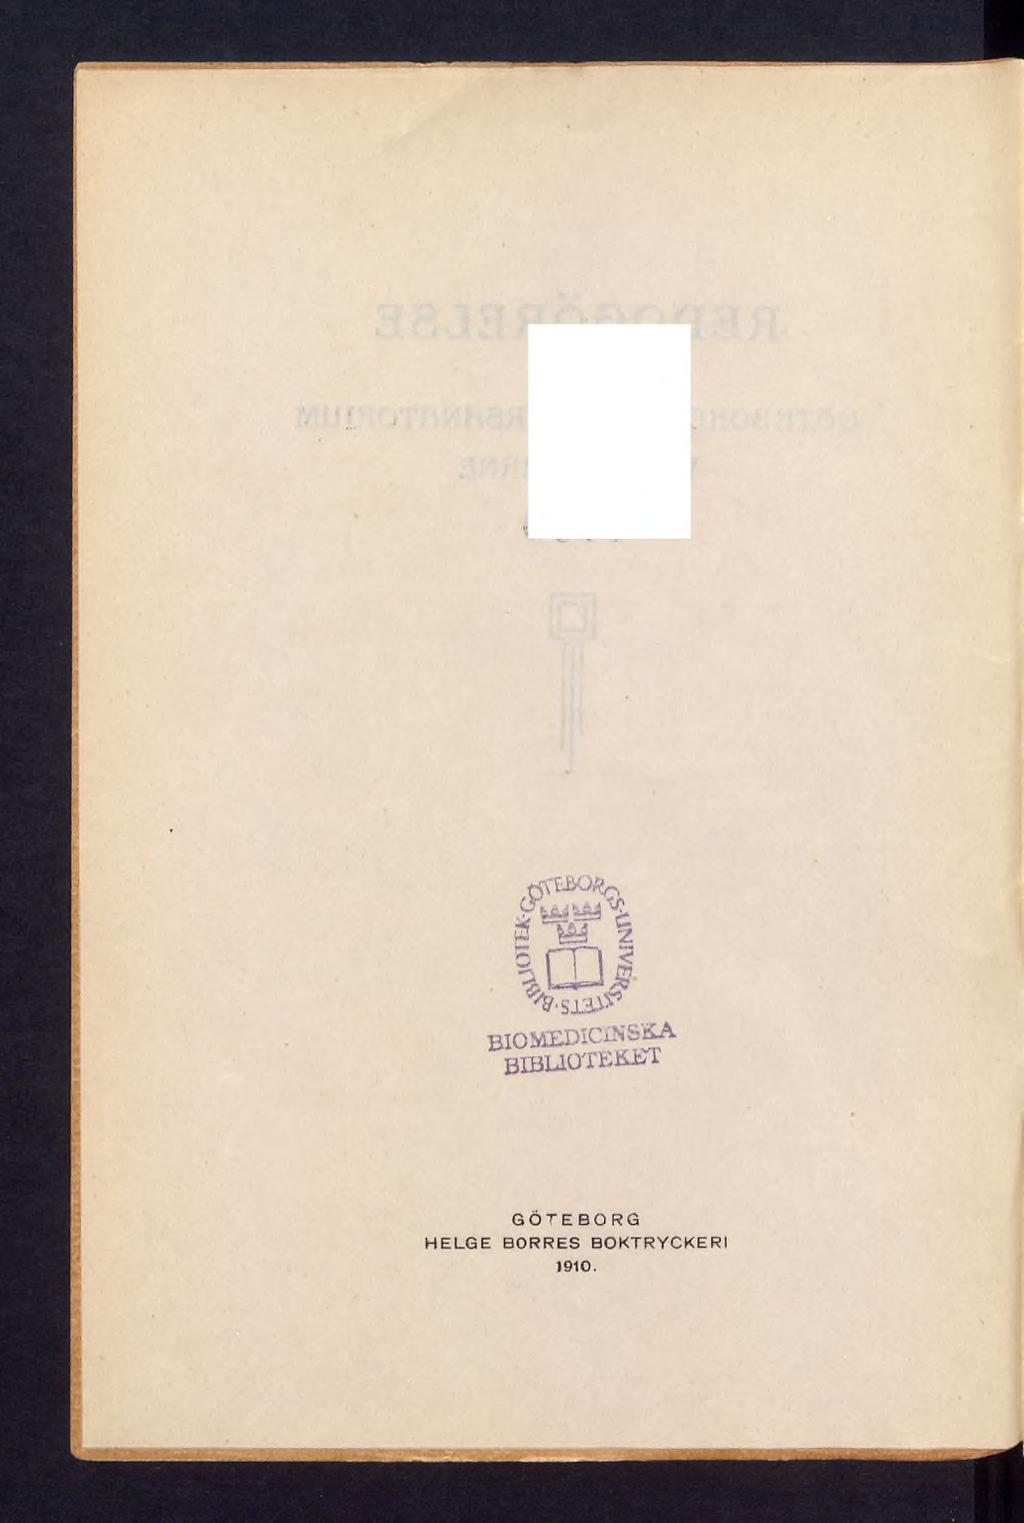 GÖTEBORGS·UNIVERSITETS·BIBLIOTEK·
BIOMEDICINSKA
BIBLIOTEKET
GÖTEBORG
HELGE BORRES BOKTRYCKERI
1910.